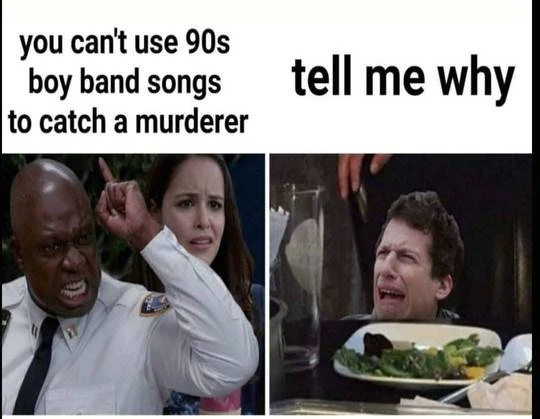 you can't use 90s
boy band songs
to catch a murderer
tell me why